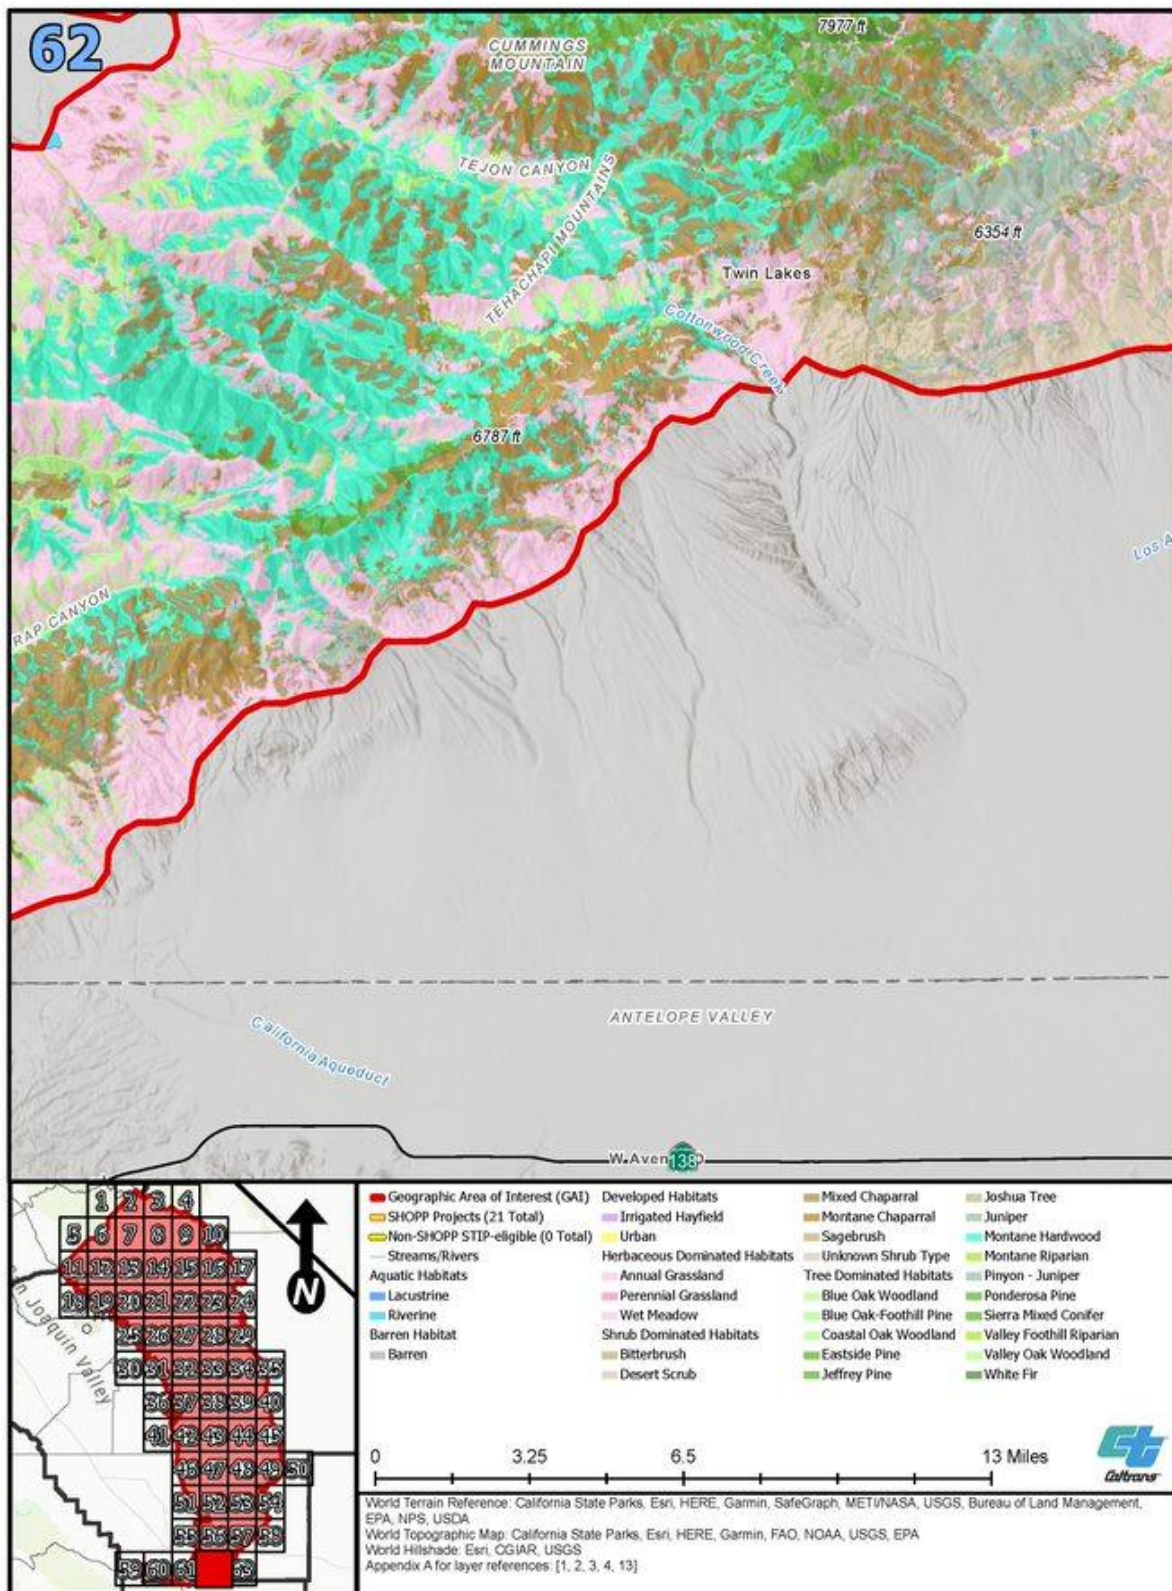 62
7977 ft
CUMMINGS
MOUNTAIN
TEJON CANYON
TEHACHAPI MOUNTAINS
6354 ft
Twin Lakes
Cottonwood Creek
6787 ft
Los A
RAP CANYON
ANTELOPE VALLEY
California Aqueduct
W Aven
138
1 2 3 4
5 6 7 8 9 10
11 12 13 14 15 16 17
18 19 20 21 22 23 24
25 26 27 28 29
30 31 32 33 34 35
36 37 38 39 40
41 42 43 44 45
46 47 48 49 50
51 52 53 54
55 56 57 58
59 60 61 63
n Joaquin Valley
N
Geographic Area of Interest (GAI)
SHOPP Projects (21 Total)
Non-SHOPP STIP-eligible (0 Total)
Streams/Rivers
Aquatic Habitats
Lacustrine
Riverine
Barren Habitat
Barren
Developed Habitats
Irrigated Hayfield
Urban
Herbaceous Dominated Habitats
Annual Grassland
Perennial Grassland
Wet Meadow
Shrub Dominated Habitats
Bitterbrush
Desert Scrub
Mixed Chaparral
Montane Chaparral
Sagebrush
Unknown Shrub Type
Tree Dominated Habitats
Blue Oak Woodland
Blue Oak-Foothill Pine
Coastal Oak Woodland
Eastside Pine
Jeffrey Pine
Joshua Tree
Juniper
Montane Hardwood
Montane Riparian
Pinyon - Juniper
Ponderosa Pine
Sierra Mixed Conifer
Valley Foothill Riparian
Valley Oak Woodland
White Fir
0 3.25 6.5 13 Miles
Caltrans
World Terrain Reference: California State Parks, Esri, HERE, Garmin, SafeGraph, METI/NASA, USGS, Bureau of Land Management,
EPA, NPS, USDA
World Topographic Map: California State Parks, Esri, HERE, Garmin, FAO, NOAA, USGS, EPA
World Hillshade: Esri, CGIAR, USGS
Appendix A for layer references: [1, 2, 3, 4, 13]